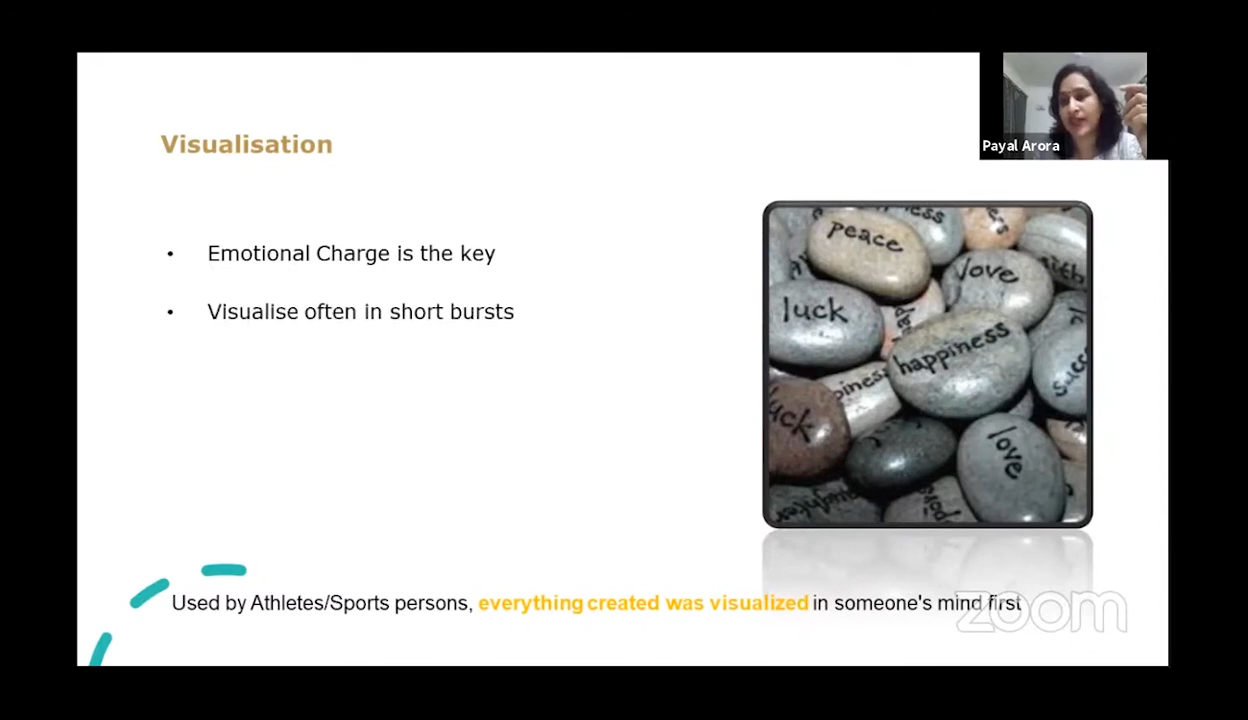 Visualisation
Payal Arora
• Emotional Charge is the key
• Visualise often in short bursts
peace
love
luck
happiness
love
Used by Athletes/Sports persons, everything created was visualized in someone's mind first
zoom